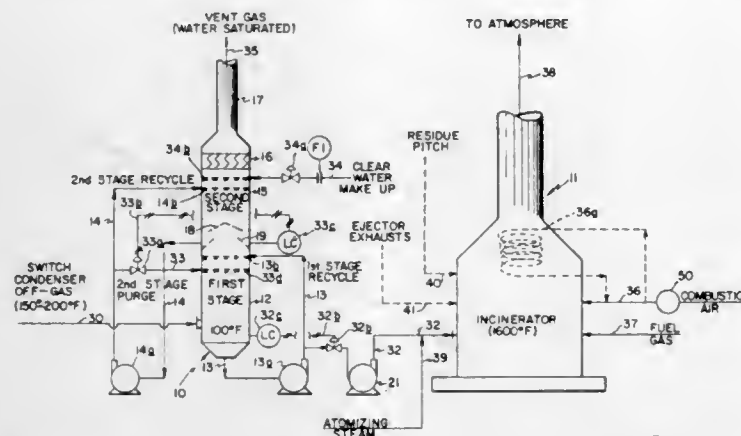 VENT GAS
(WATER SATURATED)
35
17
34b
34a
FI
34
16
CLEAR
WATER
MAKE UP
2nd STAGE RECYCLE
15
14b
SECOND
STAGE
33b
18
14
33a
19
LC
33c
33
13b
33d
1st STAGE
RECYCLE
SWITCH
CONDENSER
OFF-GAS
(150°-200°F)
2nd STAGE
PURGE
14
FIRST
STAGE
12
13
30
100°F
32c
LC
32b
32b
32
32
39
14a
10
13
13a
21
ATOMIZING
STEAM
TO ATMOSPHERE
38
RESIDUE
PITCH
11
36a
EJECTOR
EXHAUSTS
40
41
50
36
COMBUSTION
AIR
INCINERATOR
(1600°F)
37
FUEL
GAS